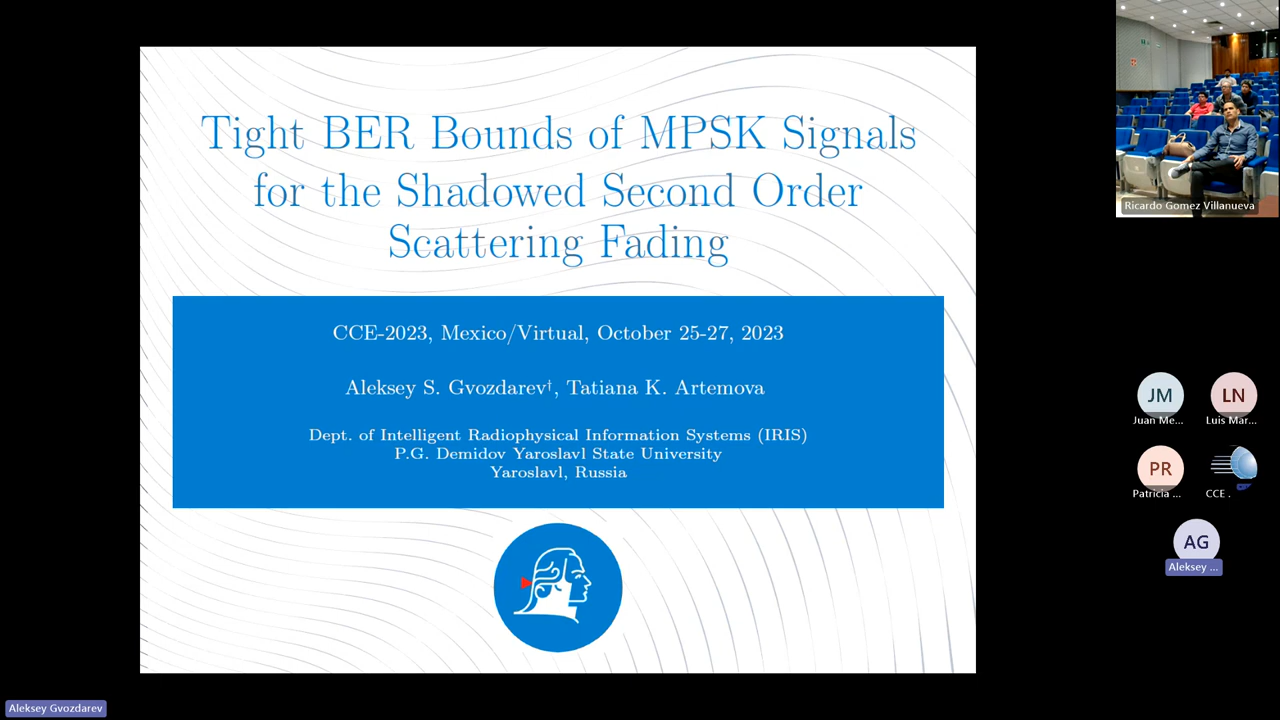 Tight BER Bounds of MPSK Signals
for the Shadowed Second Order
Scattering Fading
CCE-2023, Mexico/Virtual, October 25-27, 2023
Aleksey S. Gvozdarev†, Tatiana K. Artemova
Dept. of Intelligent Radiophysical Information Systems (IRIS)
P.G. Demidov Yaroslavl State University
Yaroslavl, Russia
Ricardo Gomez Villanueva
JM
LN
Juan Me...
Luis Mar...
PR
Patricia ...
CCE .
AG
Aleksey ...
Aleksey Gvozdarev